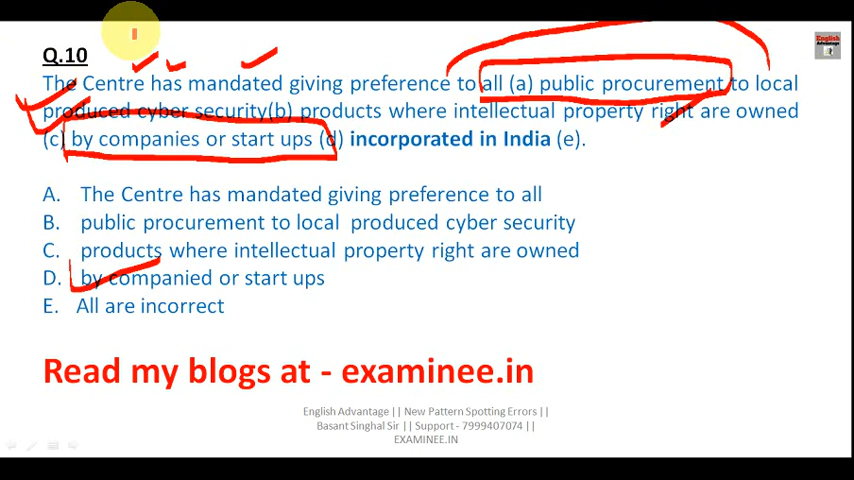 English
Advantage
Q.10
The Centre has mandated giving preference to all (a) public procurement to local
produced cyber security(b) products where intellectual property right are owned
(c) by companies or start ups (d) incorporated in India (e).
A. The Centre has mandated giving preference to all
B. public procurement to local produced cyber security
C. products where intellectual property right are owned
D. by companied or start ups
E. All are incorrect
Read my blogs at - examinee.in
English Advantage || New Pattern Spotting Errors ||
Basant Singhal Sir || Support - 7999407074 ||
EXAMINEE.IN